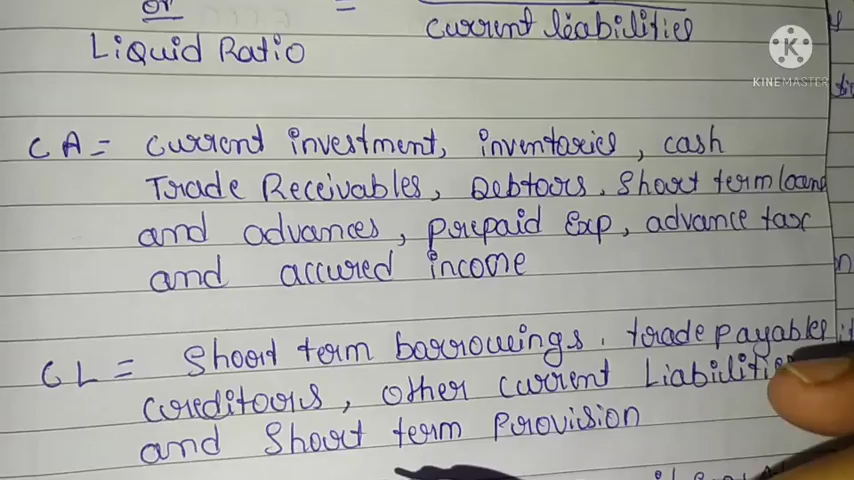 or =
Liquid Ratio current liabilities
KINEMASTER
CA = current investment, inventories, cash
Trade Receivables, Debtors, Short term loans
and advances, prepaid Exp, advance tax
and accured income
CL = Short term borrowings, trade payables
creditors, other current Liabilities
and Short term Provision